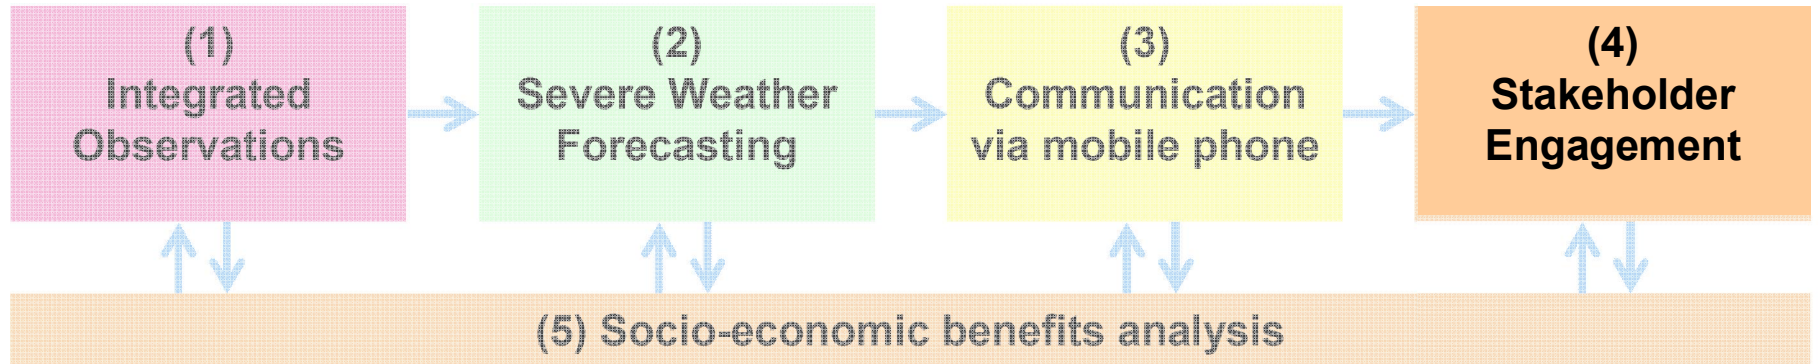 (1)
Integrated
Observations
(2)
Severe Weather
Forecasting
(3)
Communication
via mobile phone
(4)
Stakeholder
Engagement
(5) Socio-economic benefits analysis